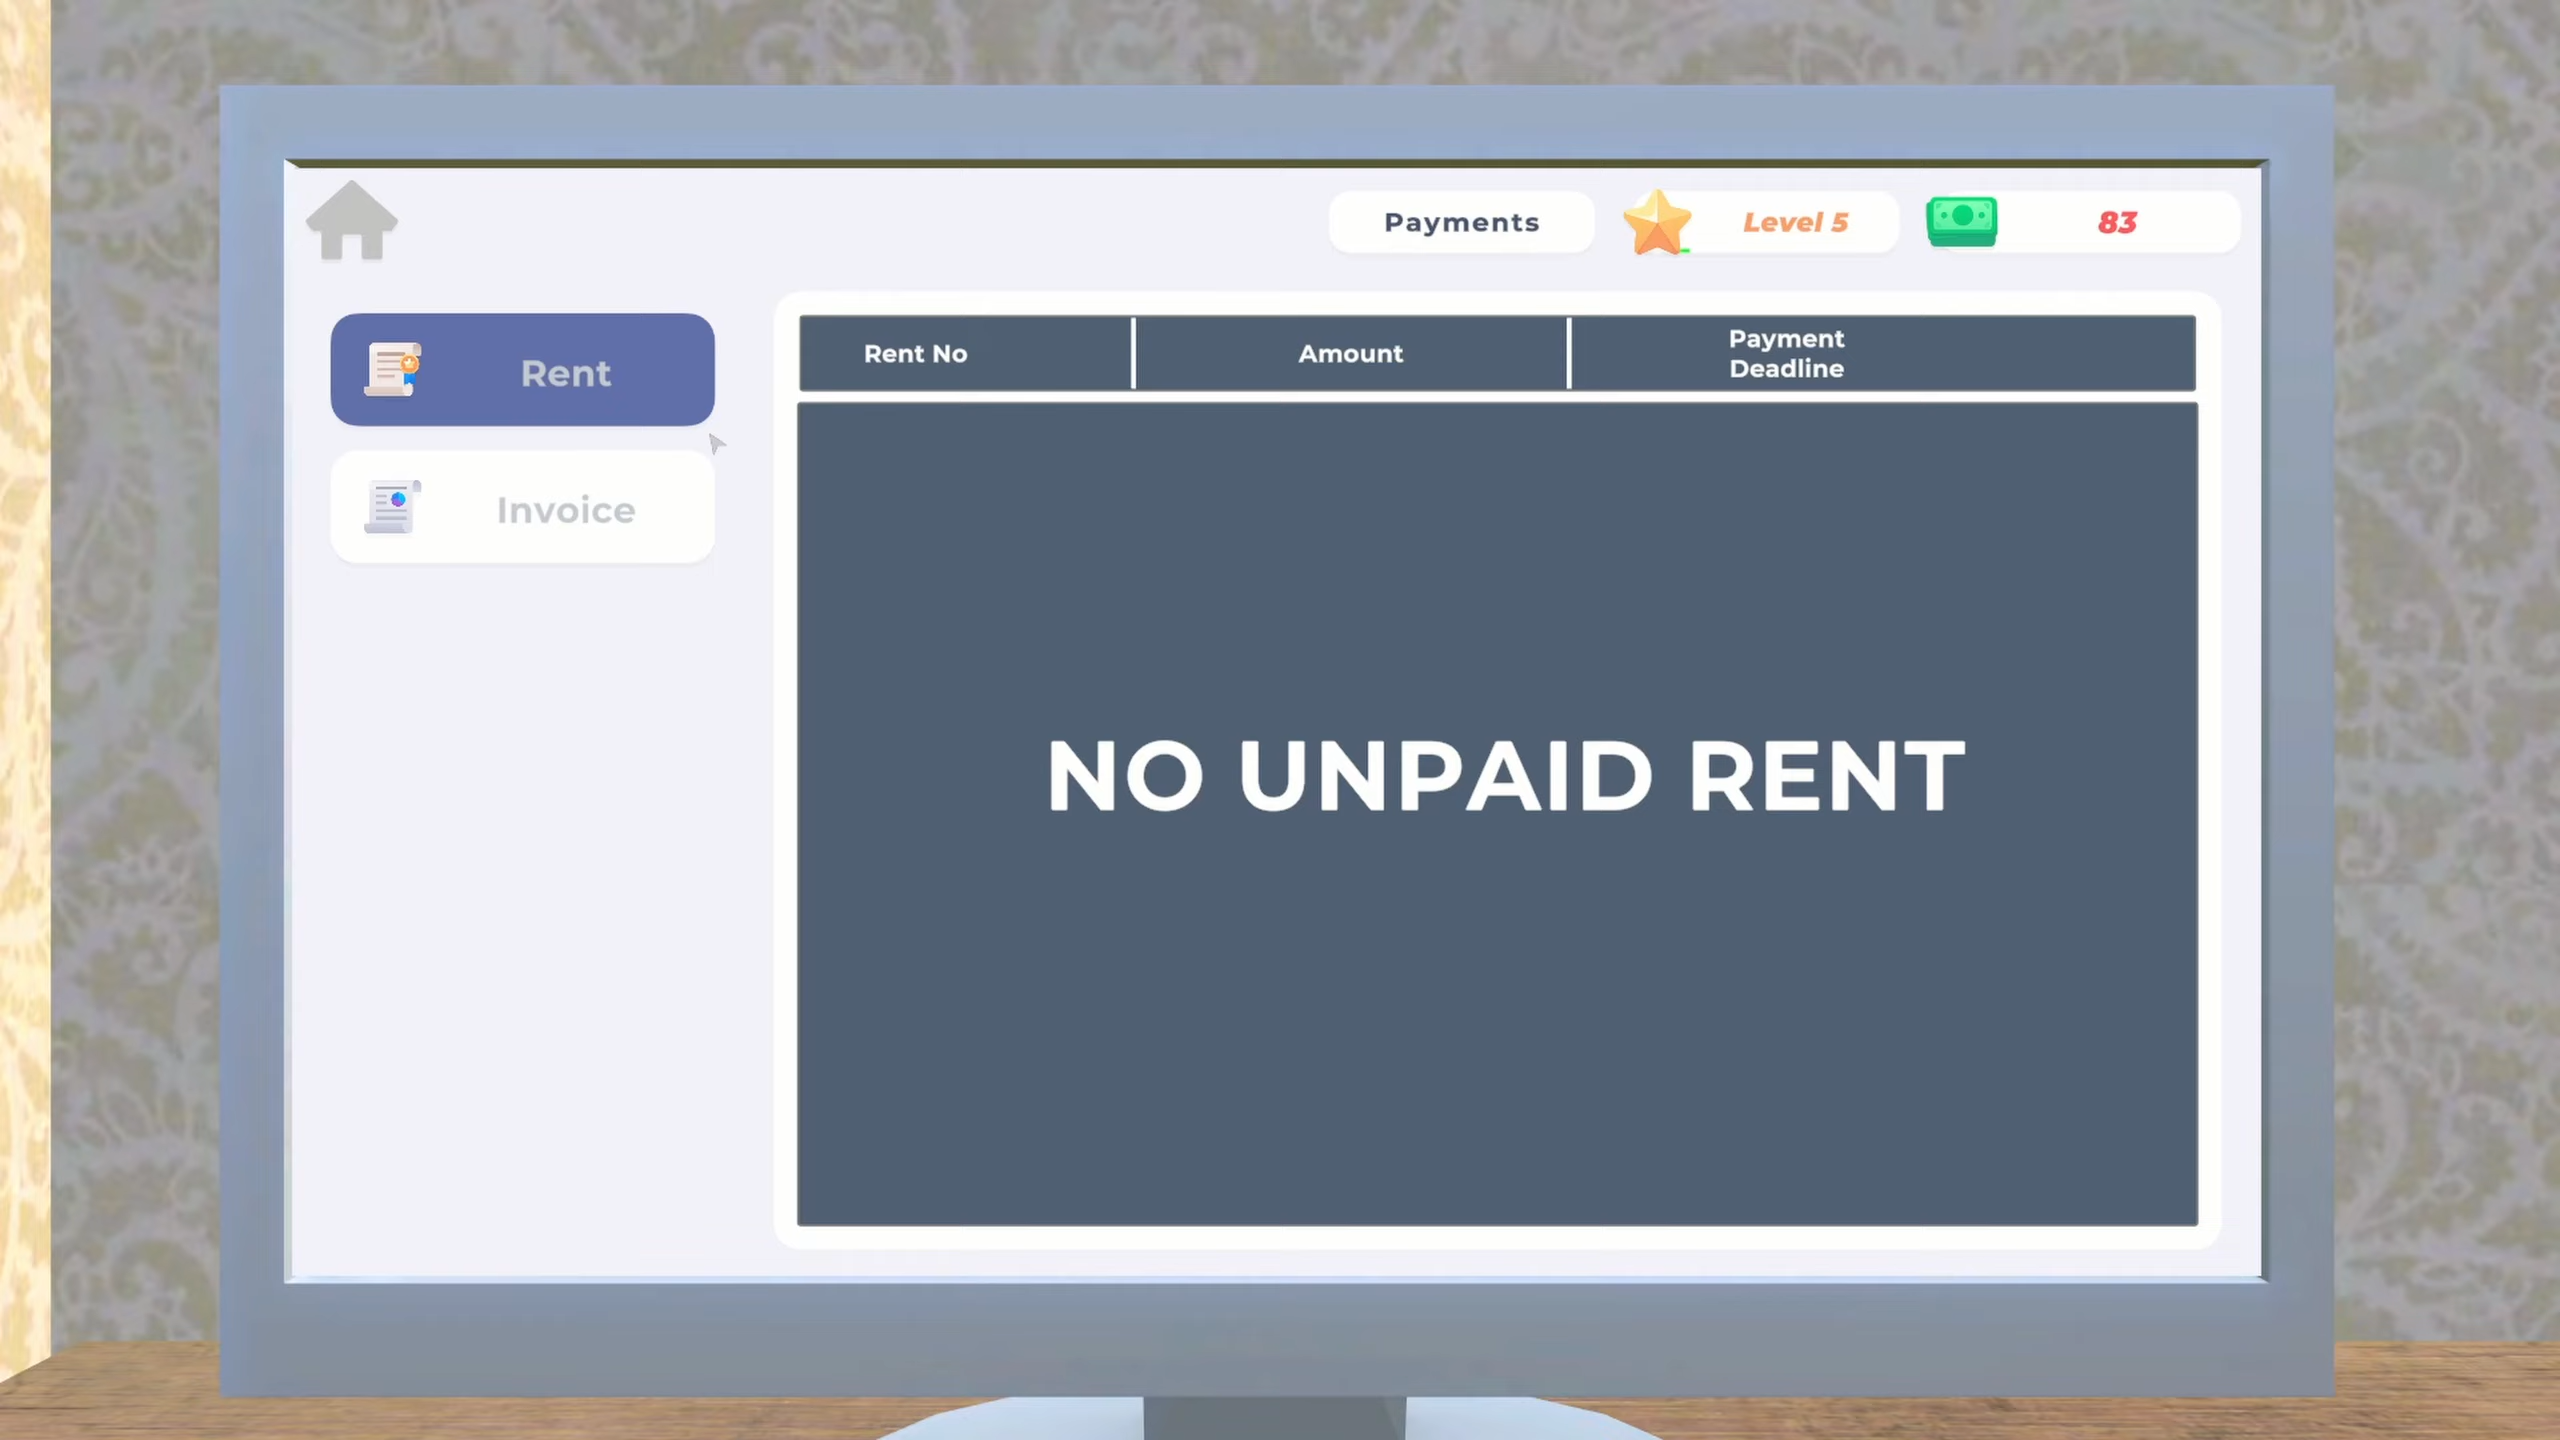 Payments
Level 5
83
Rent
Invoice
Rent No
Amount
Payment
Deadline
NO UNPAID RENT